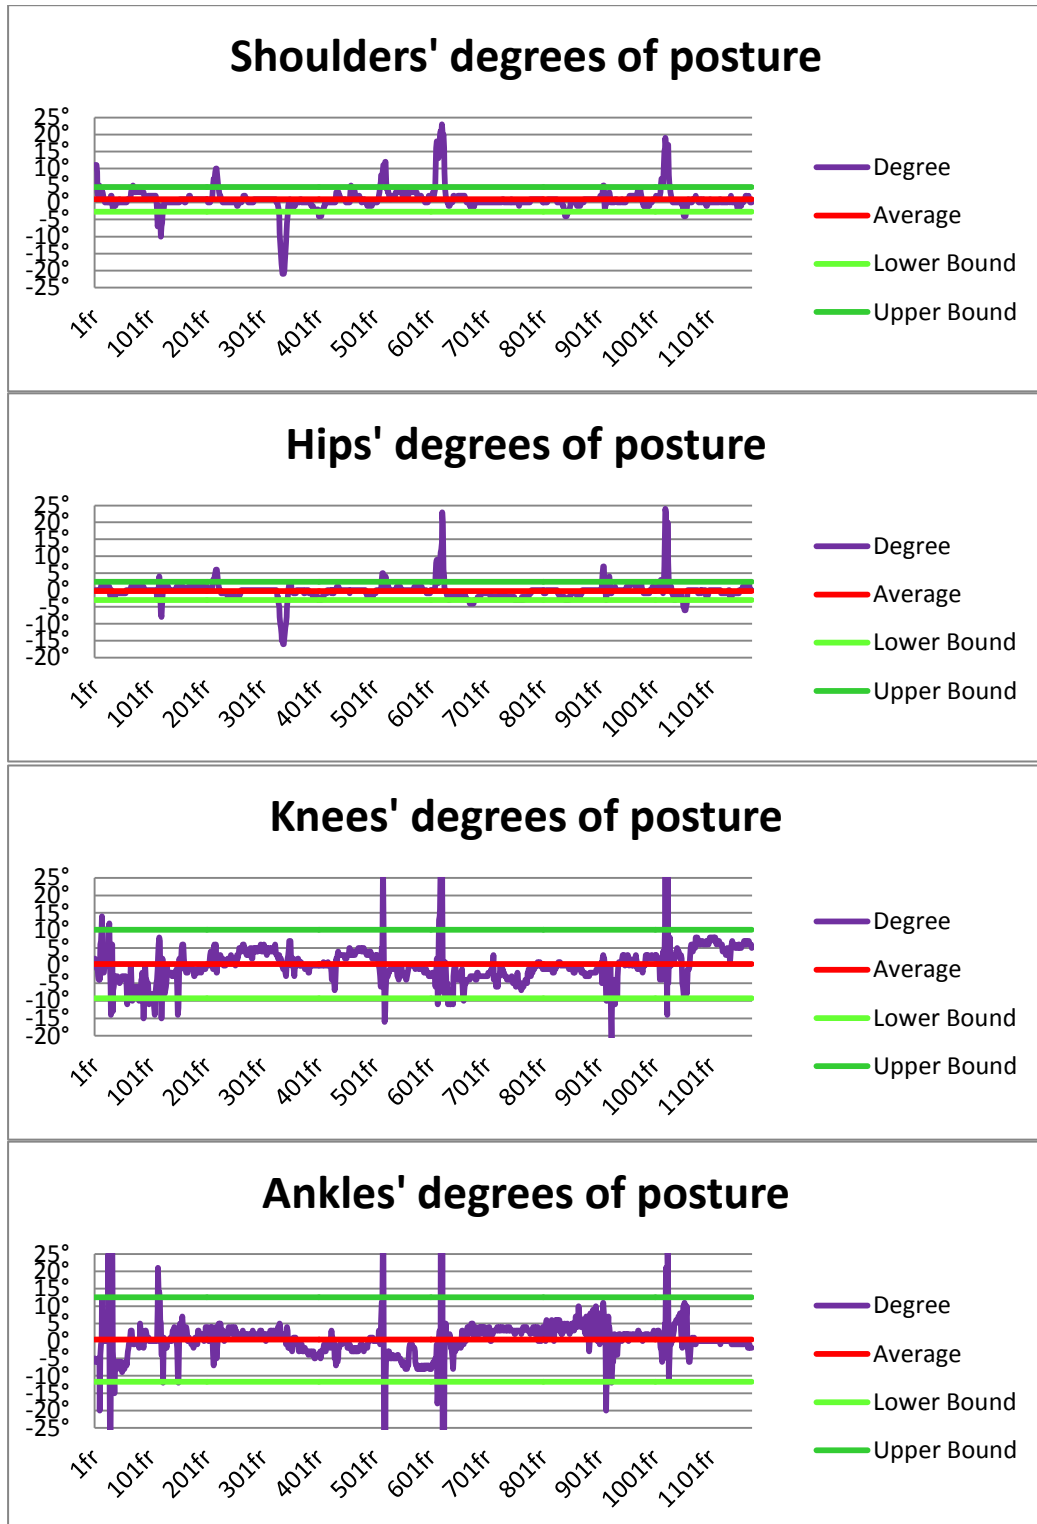 Shoulders' degrees of posture
25°
20°
15°
10°
5°
0°
-5°
-10°
-15°
-20°
-25°
1fr 101fr 201fr 301fr 401fr 501fr 601fr 701fr 801fr 901fr 1001fr 1101fr
Degree
Average
Lower Bound
Upper Bound
Hips' degrees of posture
25°
20°
15°
10°
5°
0°
-5°
-10°
-15°
-20°
1fr 101fr 201fr 301fr 401fr 501fr 601fr 701fr 801fr 901fr 1001fr 1101fr
Degree
Average
Lower Bound
Upper Bound
Knees' degrees of posture
25°
20°
15°
10°
5°
0°
-5°
-10°
-15°
-20°
1fr 101fr 201fr 301fr 401fr 501fr 601fr 701fr 801fr 901fr 1001fr 1101fr
Degree
Average
Lower Bound
Upper Bound
Ankles' degrees of posture
25°
20°
15°
10°
5°
0°
-5°
-10°
-15°
-20°
-25°
1fr 101fr 201fr 301fr 401fr 501fr 601fr 701fr 801fr 901fr 1001fr 1101fr
Degree
Average
Lower Bound
Upper Bound